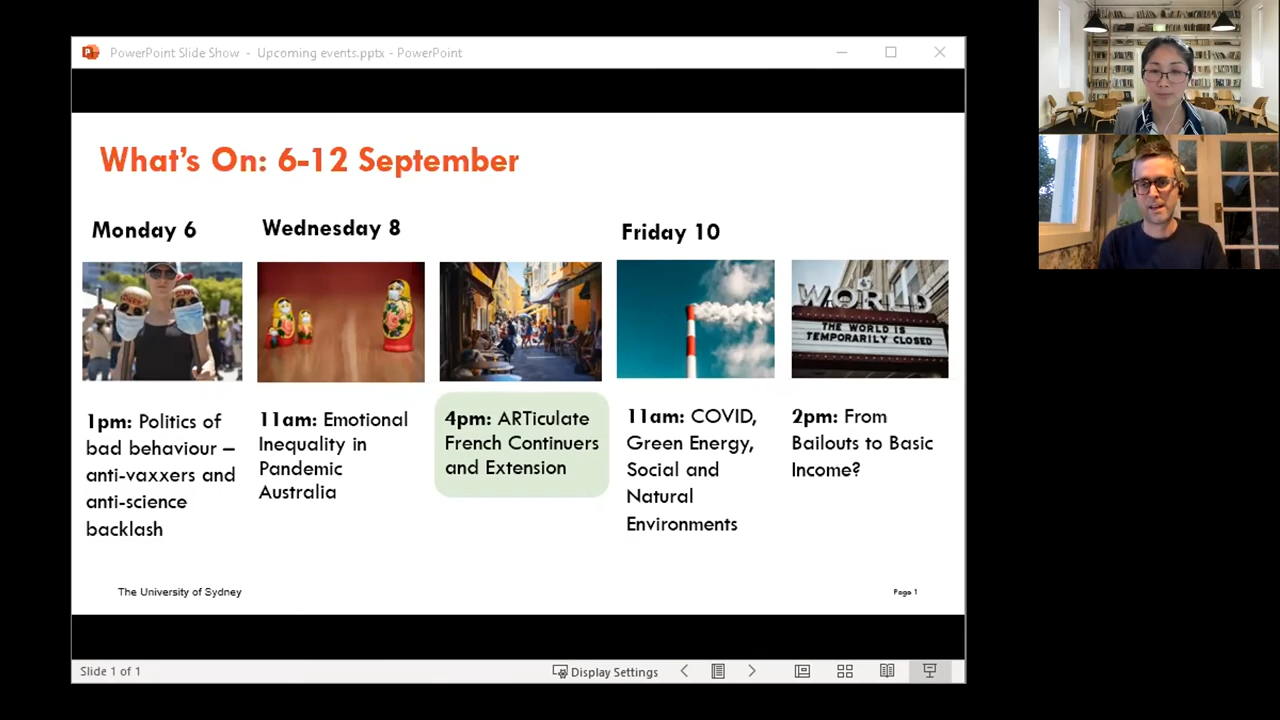 PowerPoint Slide Show - Upcoming events.pptx - PowerPoint
What's On: 6-12 September
Monday 6
Wednesday 8
Friday 10
WORLD
THE WORLD IS
TEMPORARILY CLOSED
1pm: Politics of
bad behaviour –
anti-vaxxers and
anti-science
backlash
11am: Emotional
Inequality in
Pandemic
Australia
4pm: ARTiculate
French Continuers
and Extension
11am: COVID,
Green Energy,
Social and
Natural
Environments
2pm: From
Bailouts to Basic
Income?
The University of Sydney
Page 1
Slide 1 of 1
Display Settings